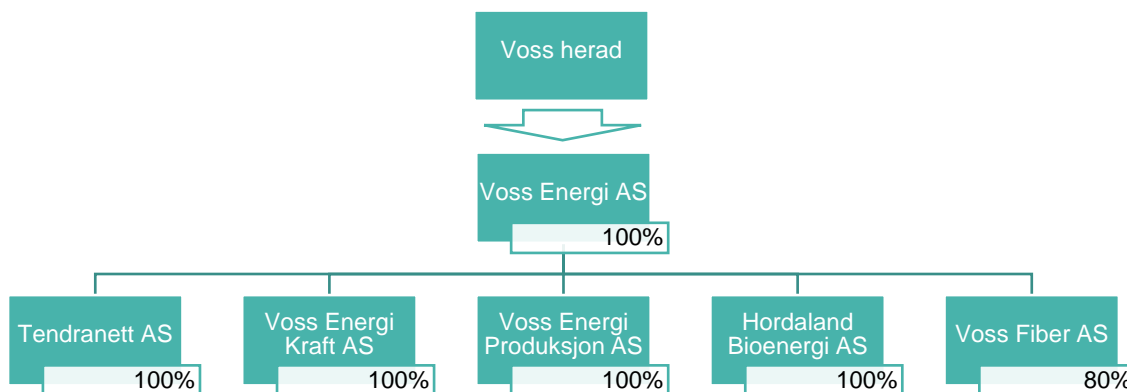 Voss herad
Voss Energi AS
100%
Tendranett AS
100%
Voss Energi
Kraft AS
100%
Voss Energi
Produksjon AS
100%
Hordaland
Bioenergi AS
100%
Voss Fiber AS
80%